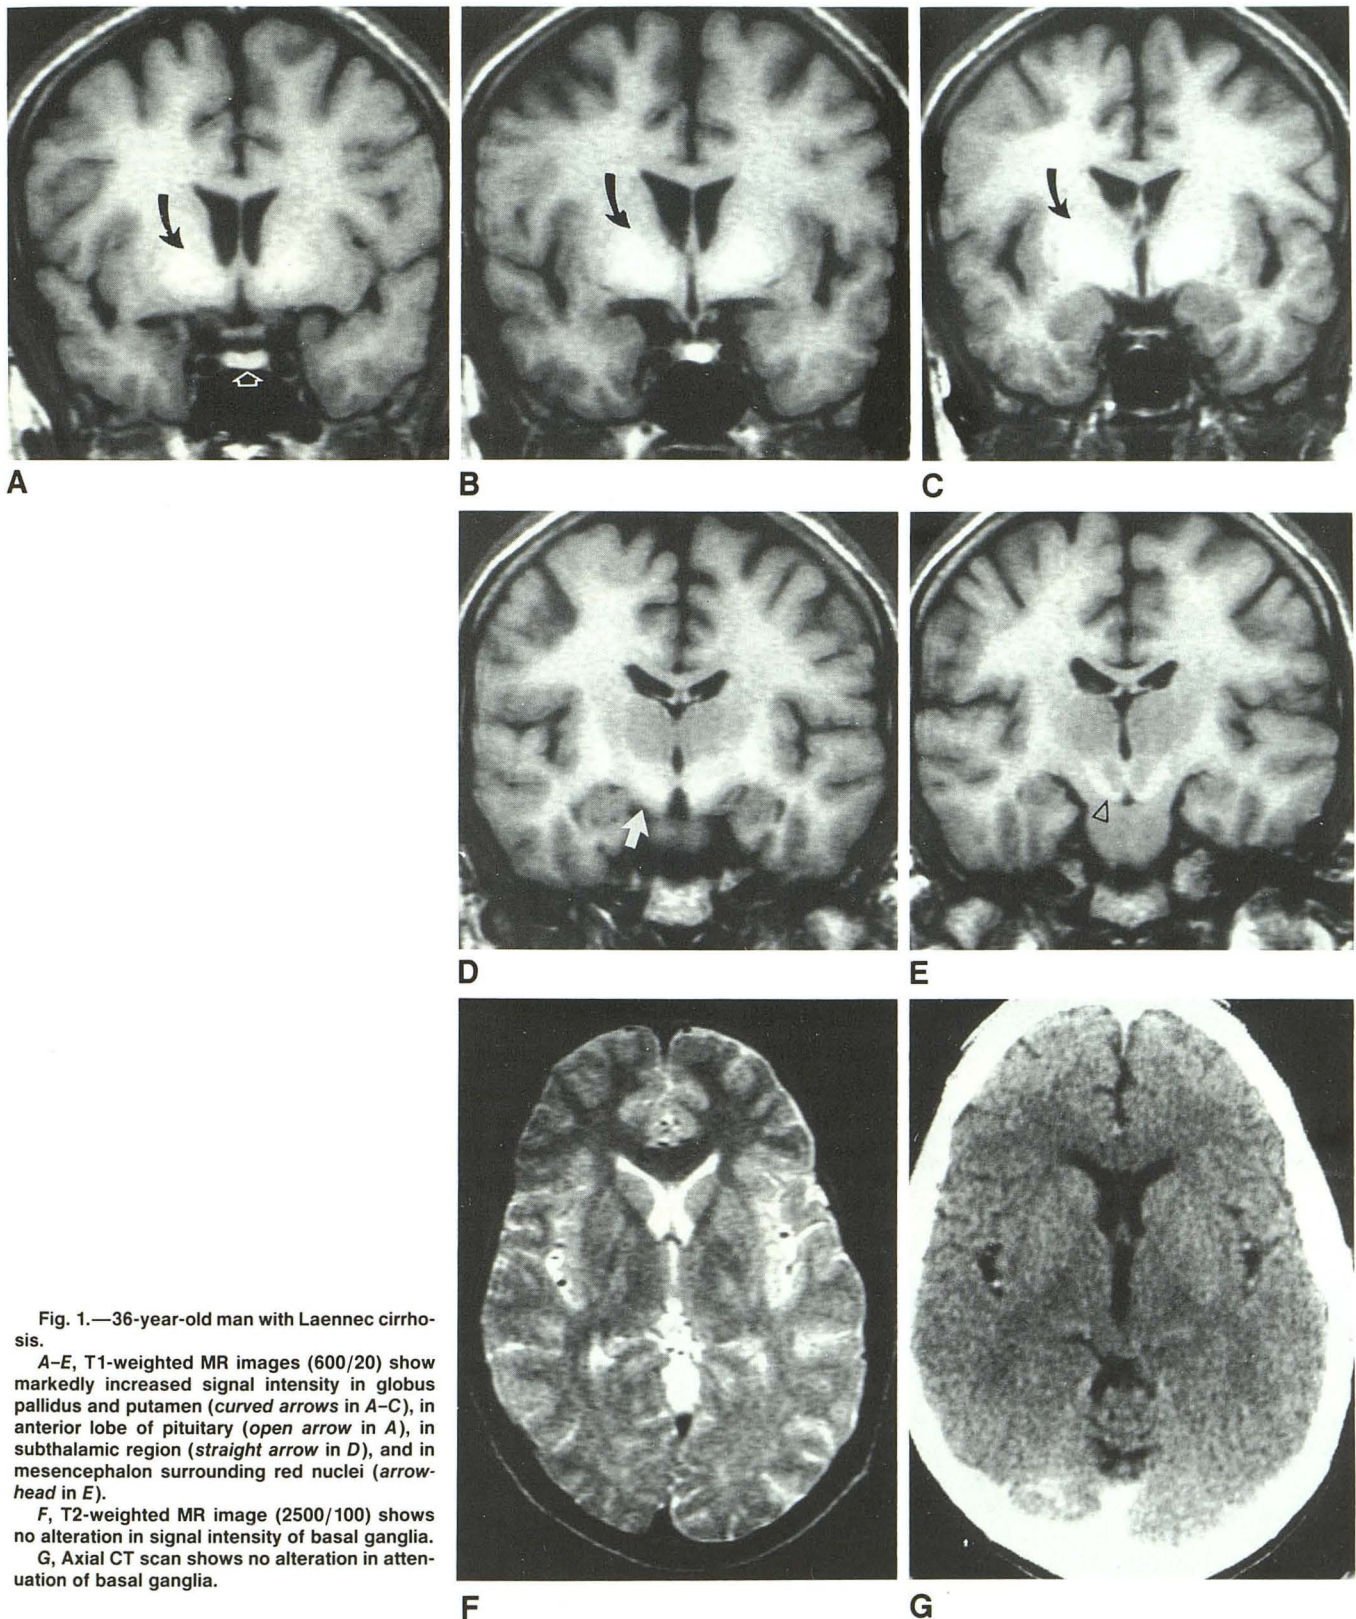 A
B
C
D
E
Fig. 1.—36-year-old man with Laennec cirrho-
sis.
A–E, T1-weighted MR images (600/20) show
markedly increased signal intensity in globus
pallidus and putamen (curved arrows in A–C), in
anterior lobe of pituitary (open arrow in A), in
subthalamic region (straight arrow in D), and in
mesencephalon surrounding red nuclei (arrow-
head in E).
F, T2-weighted MR image (2500/100) shows
no alteration in signal intensity of basal ganglia.
G, Axial CT scan shows no alteration in atten-
uation of basal ganglia.
F
G